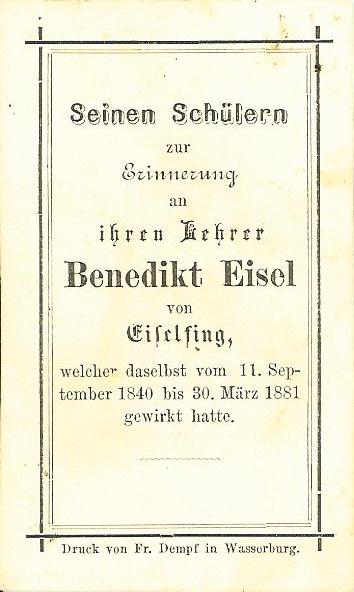 Seinen Schülern
zur
Erinnerung
an
ihren Lehrer
Benedikt Eisel
von
Eiſelfing,
welcher daselbst vom 11. Sep-
tember 1840 bis 30. März 1881
gewirkt hatte.
Druck von Fr. Dempf in Wasserburg.